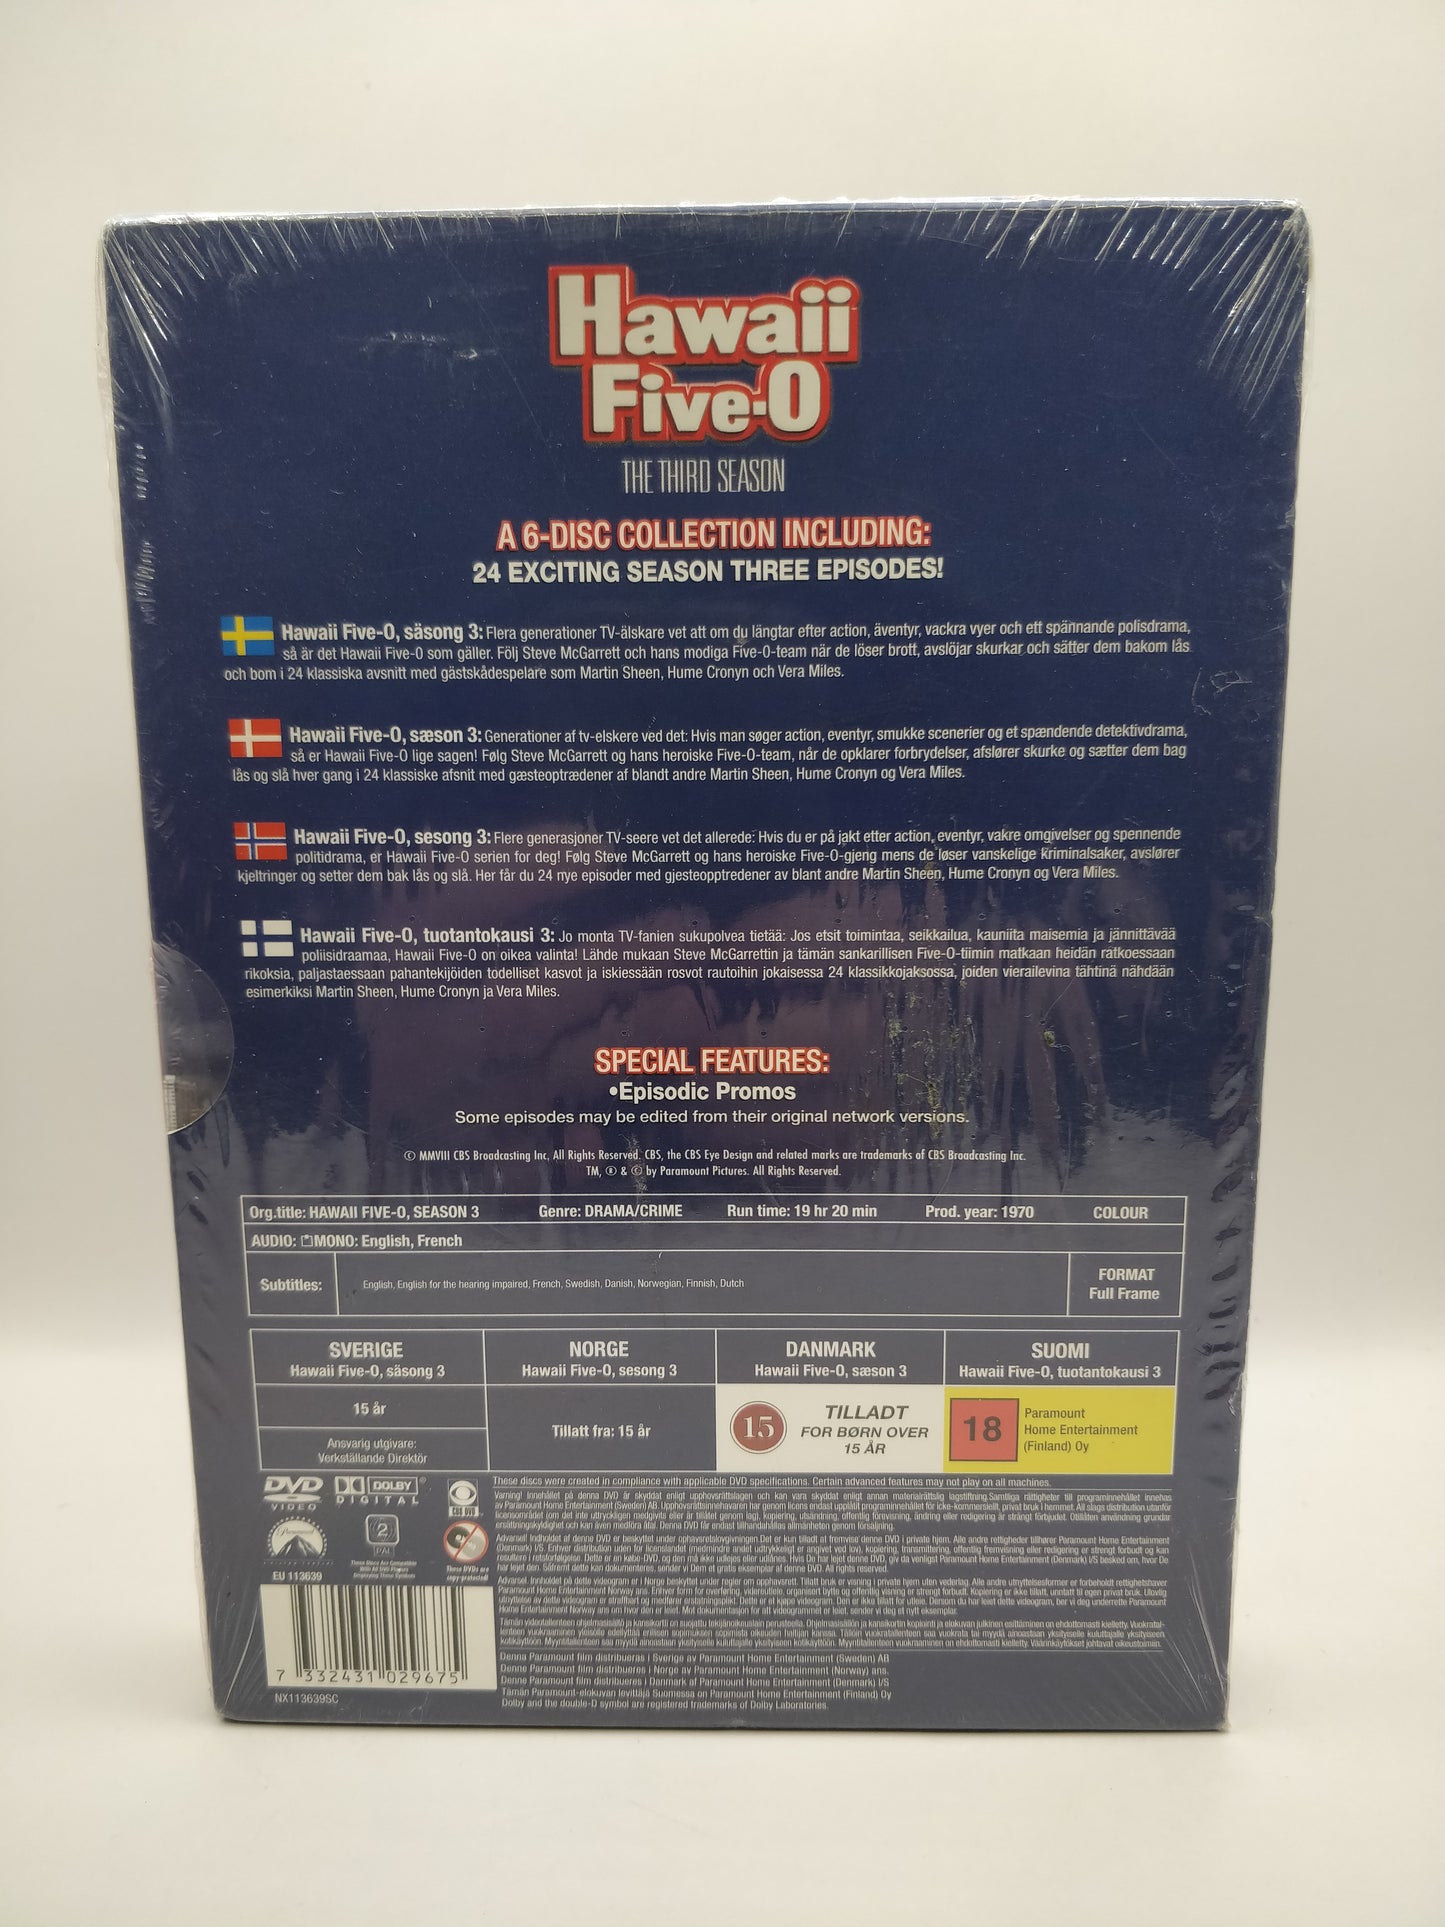 Hawaii
Five-O
THE THIRD SEASON
A 6-DISC COLLECTION INCLUDING:
24 EXCITING SEASON THREE EPISODES!
Hawaii Five-O, säsong 3: Flera generationer TV-älskare vet att om du längtar efter action, äventyr, vackra vyer och ett spännande polisdrama,
så är det Hawaii Five-O som gäller. Följ Steve McGarrett och hans modiga Five-O-team när de löser brott, avslöjar skurkar och sätter dem bakom lås
och bom i 24 klassiska avsnitt med gästskådespelare som Martin Sheen, Hume Cronyn och Vera Miles.
Hawaii Five-O, sæson 3: Generationer af tv-elskere ved det: Hvis man søger action, eventyr, smukke scenerier og et spændende detektivdrama,
så er Hawaii Five-O lige sagen! Følg Steve McGarrett og hans heroiske Five-O-team, når de opklarer forbrydelser, afslører skurke og sætter dem bag
lås og slå hver gang i 24 klassiske afsnit med gæsteoptrædener af blandt andre Martin Sheen, Hume Cronyn og Vera Miles.
Hawaii Five-O, sesong 3: Flere generasjoner TV-seere vet det allerede: Hvis du er på jakt etter action, eventyr, vakre omgivelser og spennende
politidrama, er Hawaii Five-O serien for deg! Følg Steve McGarrett og hans heroiske Five-O-gjeng mens de løser vanskelige kriminalsaker, avslører
kjeltringer og setter dem bak lås og slå. Her får du 24 nye episoder med gjesteopptredener av blant andre Martin Sheen, Hume Cronyn og Vera Miles.
Hawaii Five-O, tuotantokausi 3: Jo monta TV-fanien sukupolvea tietää: Jos etsit toimintaa, seikkailua, kauniita maisemia ja jännittävää
poliisidraamaa, Hawaii Five-O on oikea valinta! Lähde mukaan Steve McGarrettin ja tämän sankarillisen Five-O-tiimin matkaan heidän ratkoessaan
rikoksia, paljastaessaan pahantekijöiden todelliset kasvot ja iskiessään rosvot rautoihin jokaisessa 24 klassikkojaksossa, joiden vierailevina tähtinä nähdään
esimerkiksi Martin Sheen, Hume Cronyn ja Vera Miles.
SPECIAL FEATURES:
•Episodic Promos
Some episodes may be edited from their original network versions.
© MMVIII CBS Broadcasting Inc, All Rights Reserved. CBS, the CBS Eye Design and related marks are trademarks of CBS Broadcasting Inc.
TM, ® & © by Paramount Pictures. All Rights Reserved.
Org.title: HAWAII FIVE-O, SEASON 3 Genre: DRAMA/CRIME Run time: 19 hr 20 min Prod. year: 1970 COLOUR
AUDIO: MONO: English, French
Subtitles: English, English for the hearing impaired, French, Swedish, Danish, Norwegian, Finnish, Dutch
FORMAT
Full Frame
SVERIGE
Hawaii Five-O, säsong 3
15 år
Ansvarig utgivare:
Verkställande Direktör
NORGE
Hawaii Five-O, sesong 3
Tillatt fra: 15 år
DANMARK
Hawaii Five-O, sæson 3
15
TILLADT
FOR BØRN OVER
15 ÅR
SUOMI
Hawaii Five-O, tuotantokausi 3
18
Paramount
Home Entertainment
(Finland) Oy
DVD
VIDEO
DOLBY
DIGITAL
CBS DVD
Paramount
2
PAL
These Discs Are Compatible
With All DVD Players
Displaying These Symbols
These DVDs are
copy-protected!
EU 113639
7 332431 029675
NX113639SC
These discs were created in compliance with applicable DVD specifications. Certain advanced features may not play on all machines.
Denna Paramount film distribueras i Sverige av Paramount Home Entertainment (Sweden) AB
Denne Paramount film distribueres i Norge av Paramount Home Entertainment (Norway) ans.
Denne Paramount film distribueres i Danmark af Paramount Home Entertainment (Denmark) I/S
Tämän Paramount-elokuvan levittäjä Suomessa on Paramount Home Entertainment (Finland) Oy
Dolby and the double-D symbol are registered trademarks of Dolby Laboratories.